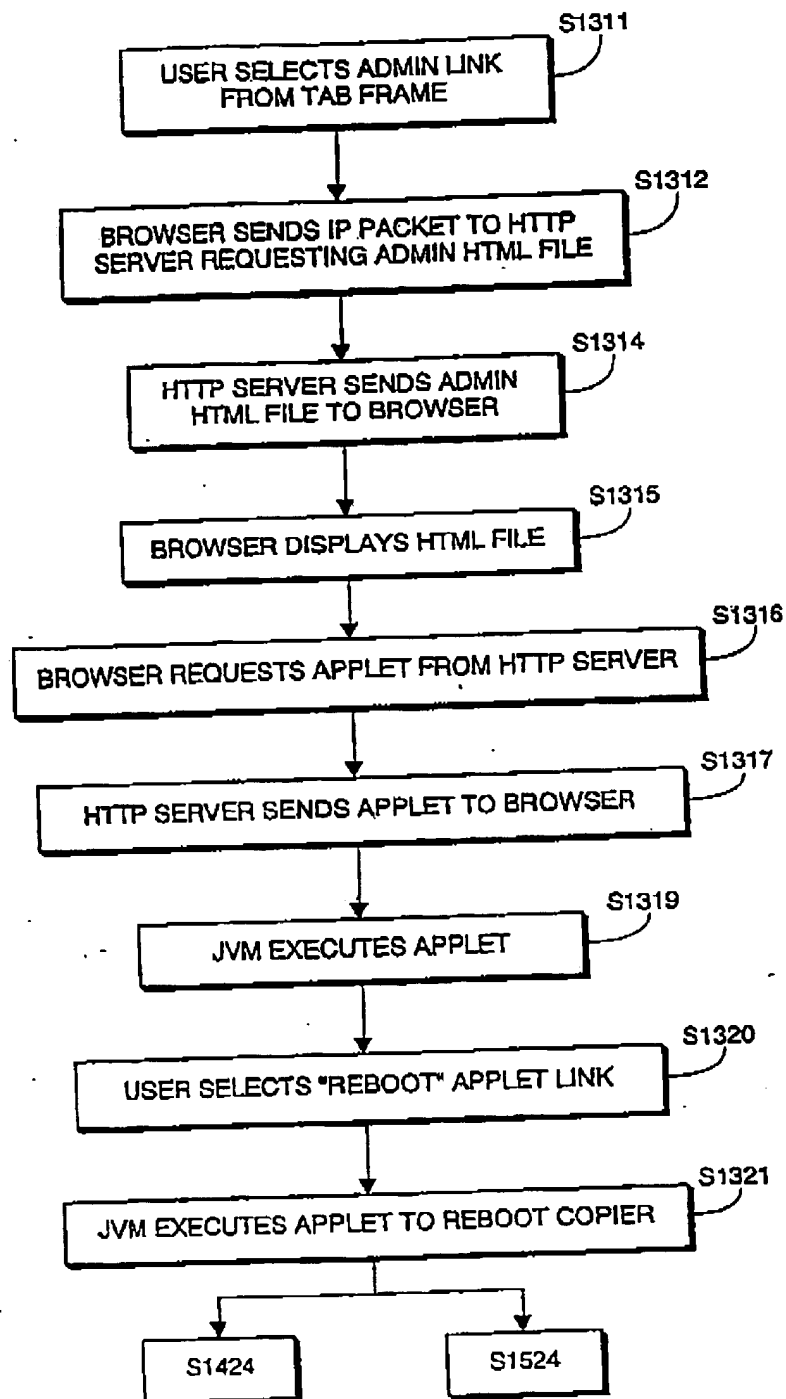 S1311
USER SELECTS ADMIN LINK
FROM TAB FRAME
S1312
BROWSER SENDS IP PACKET TO HTTP
SERVER REQUESTING ADMIN HTML FILE
S1314
HTTP SERVER SENDS ADMIN
HTML FILE TO BROWSER
S1315
BROWSER DISPLAYS HTML FILE
S1316
BROWSER REQUESTS APPLET FROM HTTP SERVER
S1317
HTTP SERVER SENDS APPLET TO BROWSER
S1319
JVM EXECUTES APPLET
S1320
USER SELECTS "REBOOT" APPLET LINK
S1321
JVM EXECUTES APPLET TO REBOOT COPIER
S1424
S1524